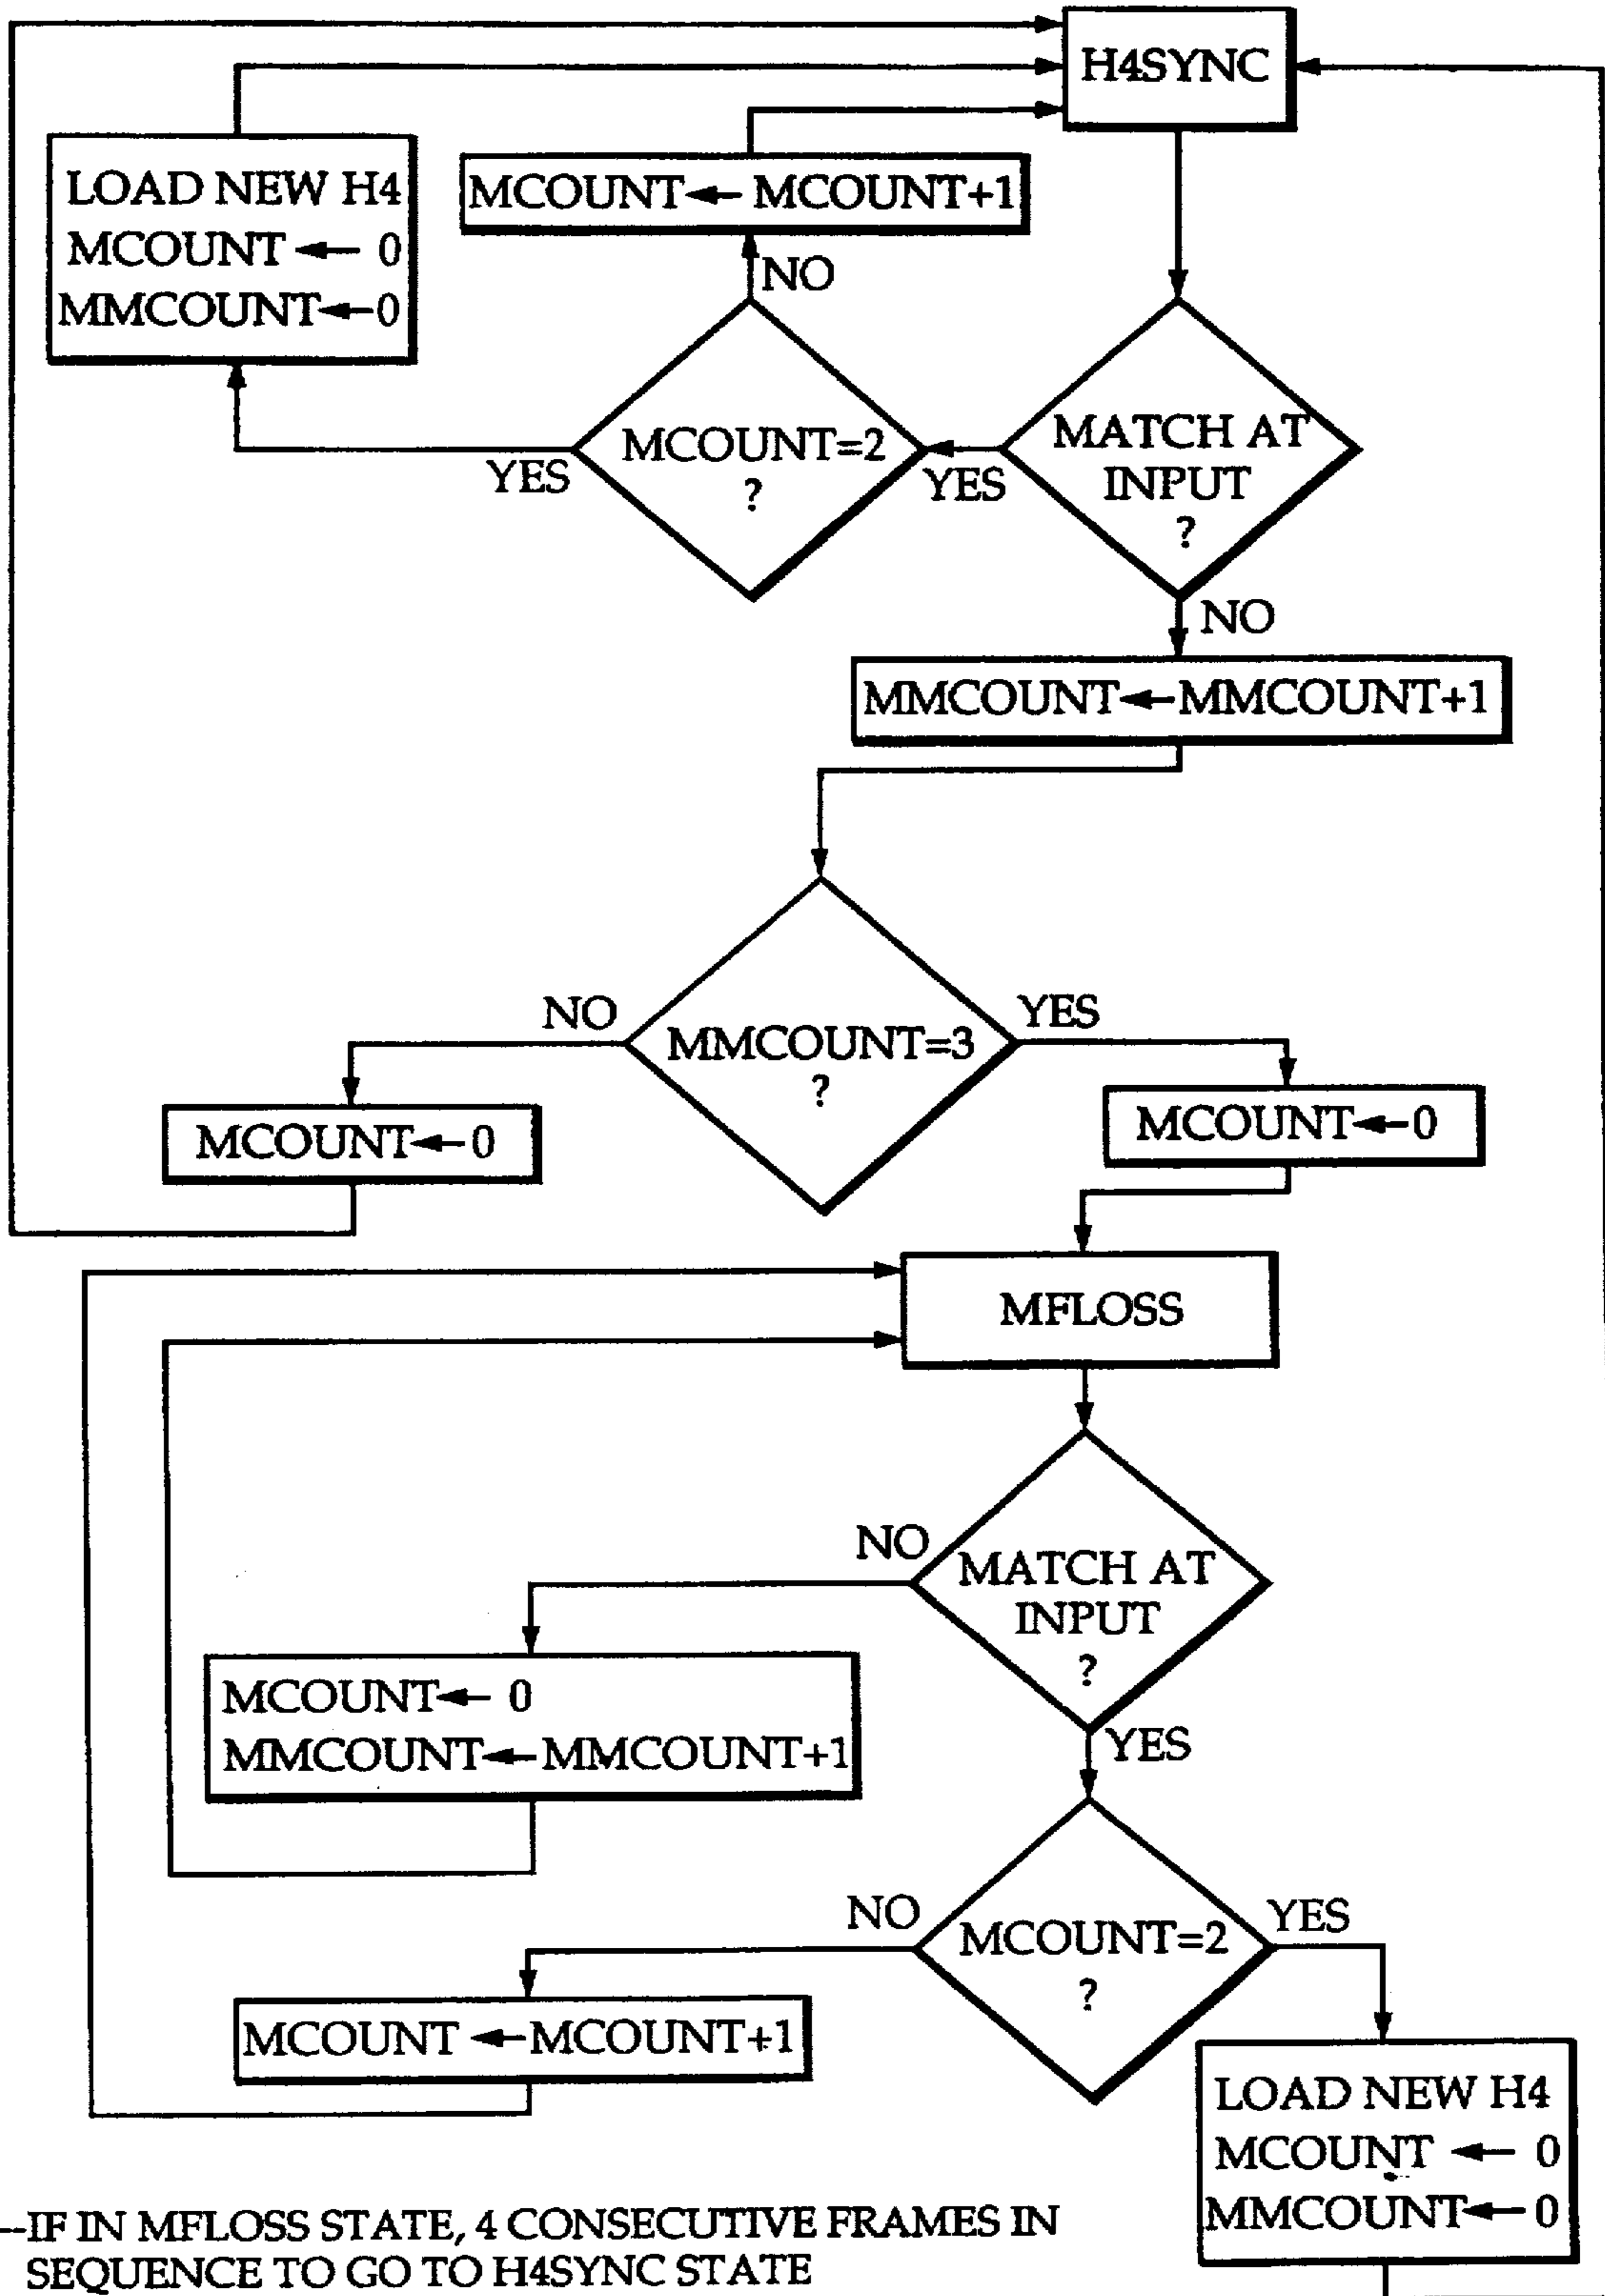 H4SYNC
LOAD NEW H4
MCOUNT ← 0
MMCOUNT←0
MCOUNT← MCOUNT+1
NO
MCOUNT=2
?
YES
YES
MATCH AT
INPUT
?
NO
MMCOUNT←MMCOUNT+1
NO
MMCOUNT=3
?
YES
MCOUNT←0
MCOUNT←0
MFLOSS
NO
MATCH AT
INPUT
?
YES
MCOUNT← 0
MMCOUNT←MMCOUNT+1
NO
MCOUNT=2
?
YES
MCOUNT ←MCOUNT+1
LOAD NEW H4
MCOUNT ← 0
MMCOUNT← 0
--IF IN MFLOSS STATE, 4 CONSECUTIVE FRAMES IN
SEQUENCE TO GO TO H4SYNC STATE